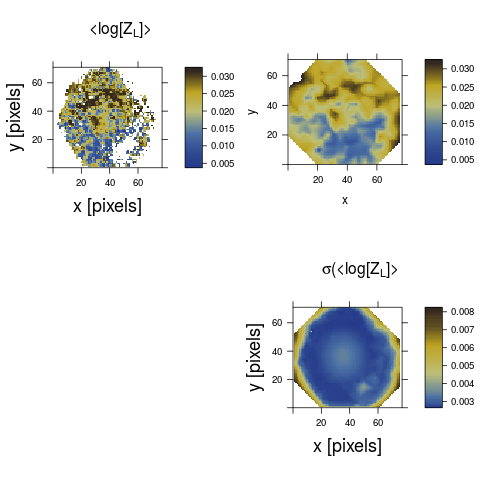 <log[Z_L]>
y [pixels]
60
40
20
20 40 60
x [pixels]
0.030
0.025
0.020
0.015
0.010
0.005
y
60
40
20
20 40 60
x
0.030
0.025
0.020
0.015
0.010
0.005
σ(<log[Z_L]>
y [pixels]
60
40
20
20 40 60
x [pixels]
0.008
0.007
0.006
0.005
0.004
0.003